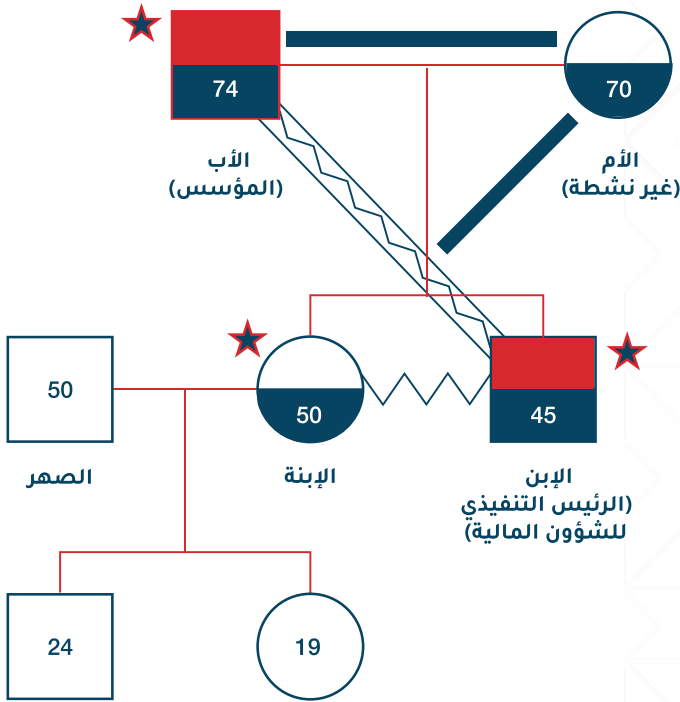 74
70
الأب
(المؤسس)
الأم
(غير نشطة)
50
50
45
الصهر
الإبنة
الإبن
(الرئيس التنفيذي
للشؤون المالية)
24
19